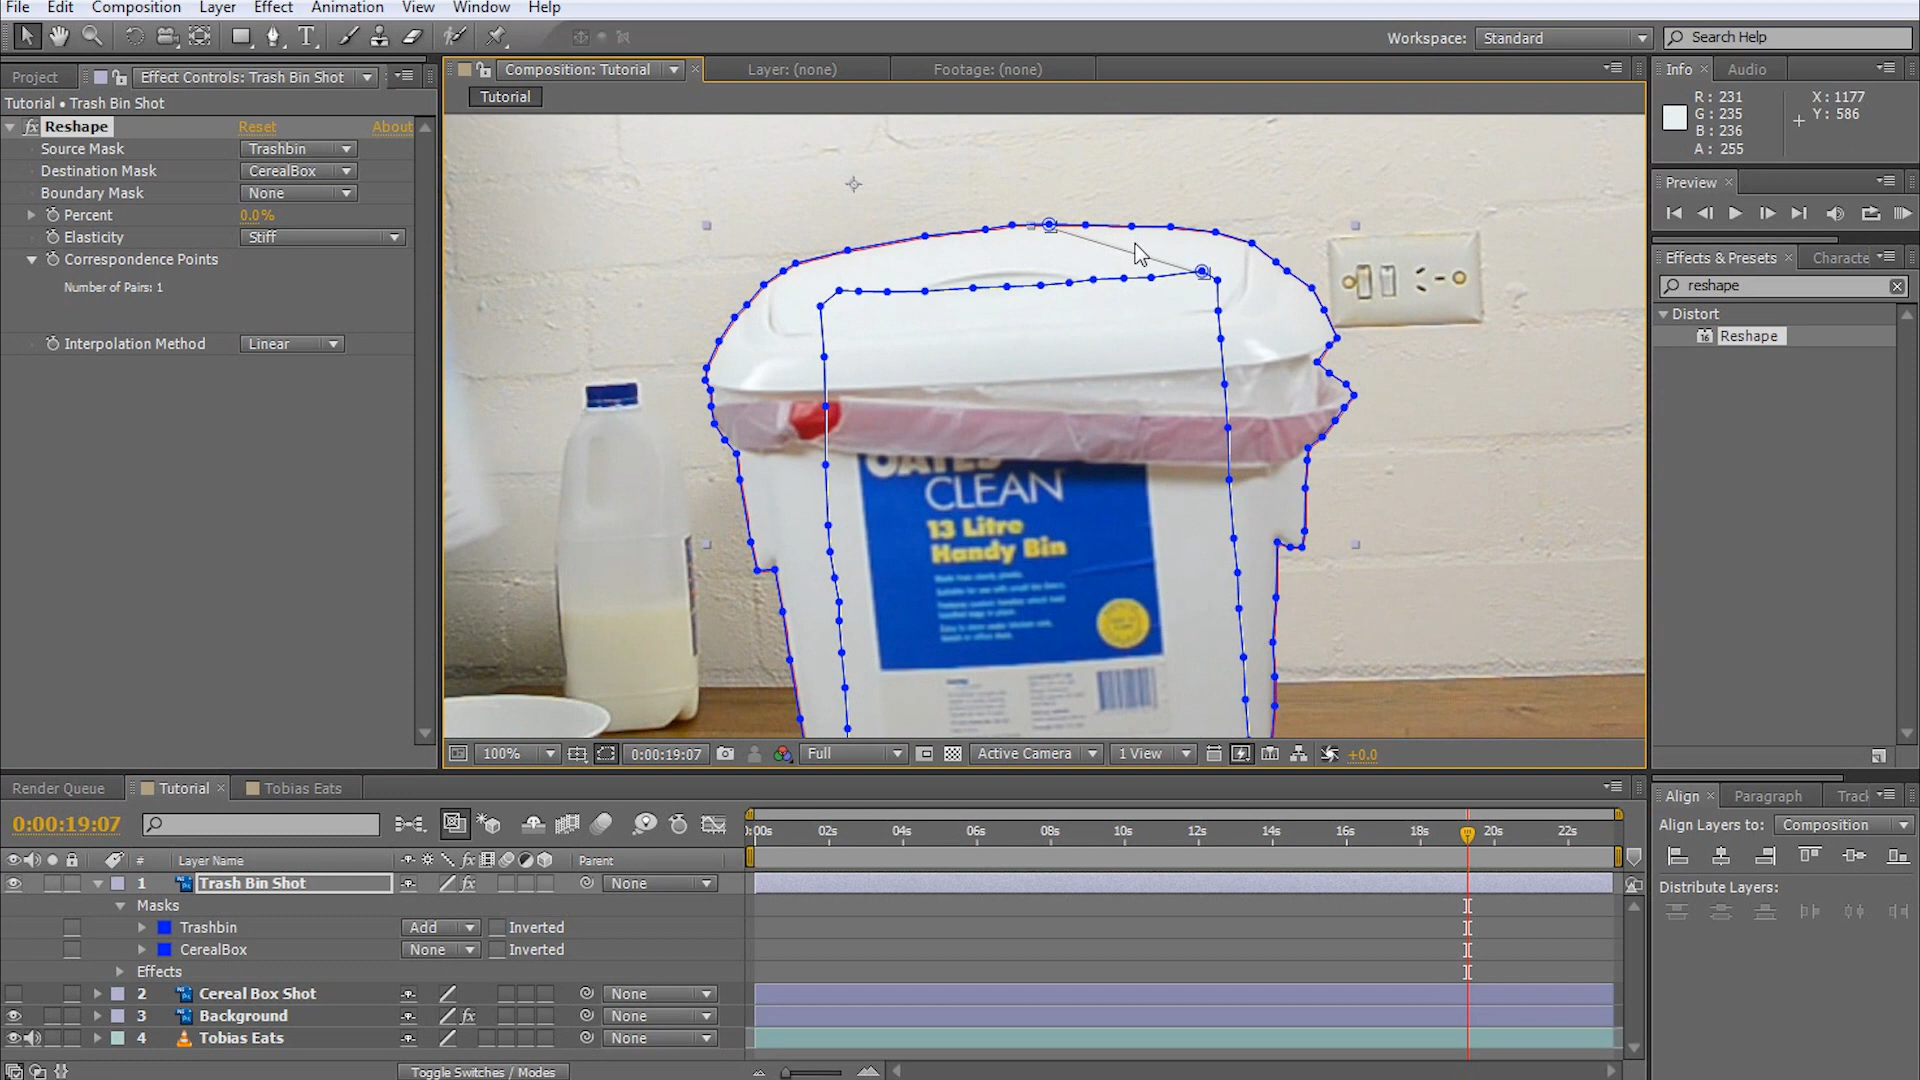 File Edit Composition Layer Effect Animation View Window Help
Workspace: Standard Search Help
Project Effect Controls: Trash Bin Shot
Composition: Tutorial Layer: (none) Footage: (none)
Info Audio
Tutorial • Trash Bin Shot
Tutorial
R: 231 X: 1177
G: 235 Y: 586
B: 236
A: 255
fx Reshape Reset About
Source Mask Trashbin
Destination Mask CerealBox
Boundary Mask None
Percent 0.0%
Elasticity Stiff
Correspondence Points
Number of Pairs: 1
Interpolation Method Linear
Preview
Effects & Presets Characte
reshape
Distort
Reshape
OATES
CLEAN
13 Litre
Handy Bin
100% 0:00:19:07 Full Active Camera 1 View +0.0
Render Queue Tutorial Tobias Eats
Align Paragraph Track
0:00:19:07
Align Layers to: Composition
Distribute Layers:
:00s 02s 04s 06s 08s 10s 12s 14s 16s 18s 20s 22s
# Layer Name fx Parent
1 Trash Bin Shot fx None
Masks
Trashbin Add Inverted
CerealBox None Inverted
Effects
2 Cereal Box Shot None
3 Background fx None
4 Tobias Eats None
Toggle Switches / Modes